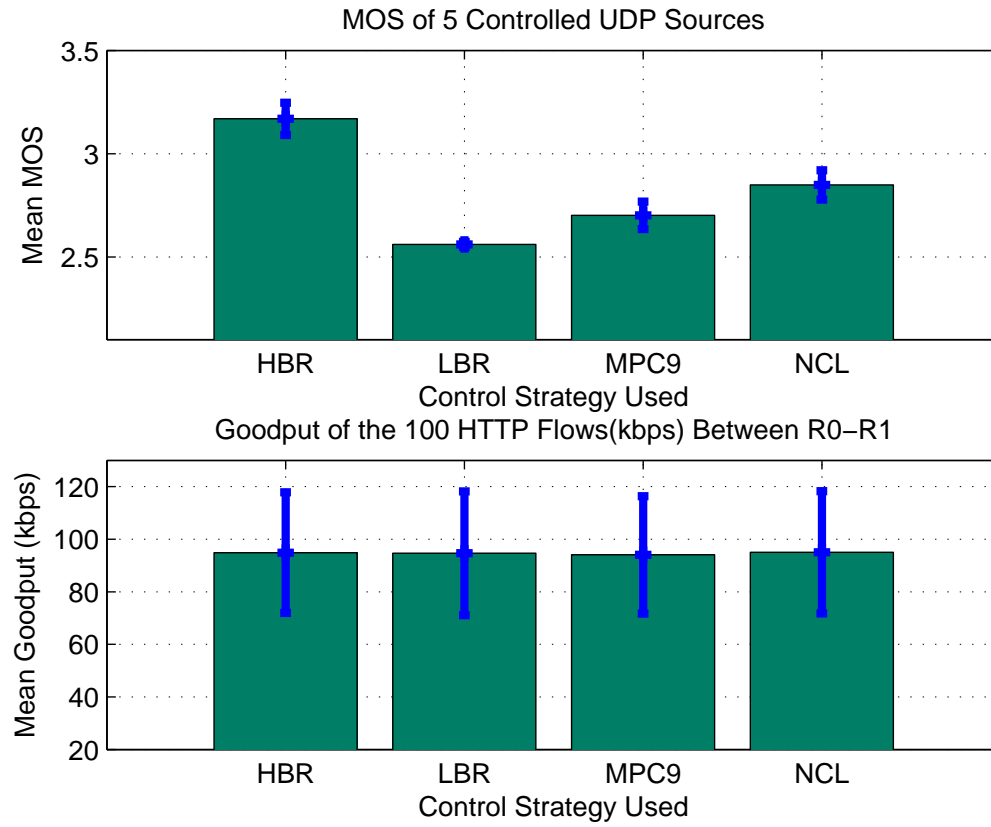 MOS of 5 Controlled UDP Sources
3.5
3
2.5
Mean MOS
HBR LBR MPC9 NCL
Control Strategy Used
Goodput of the 100 HTTP Flows(kbps) Between R0−R1
120
100
80
60
40
20
Mean Goodput (kbps)
HBR LBR MPC9 NCL
Control Strategy Used